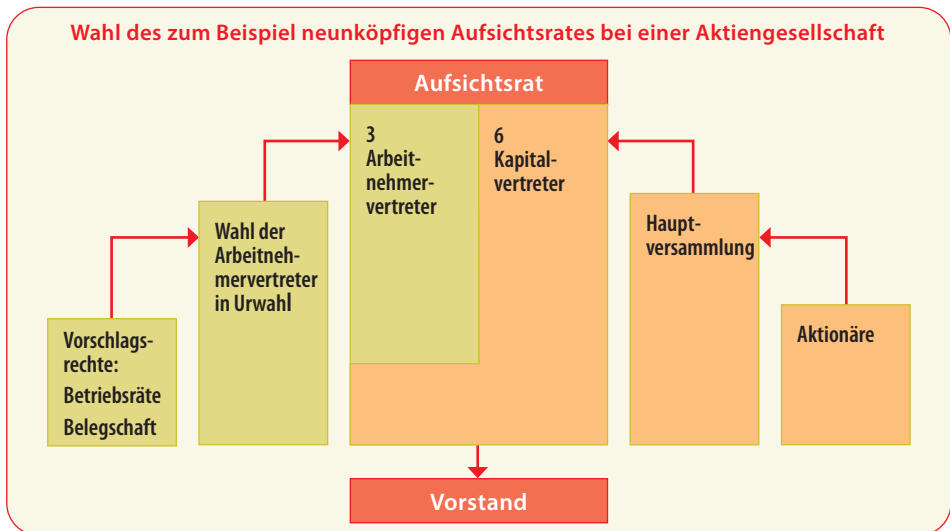 Wahl des zum Beispiel neunköpfigen Aufsichtsrates bei einer Aktiengesellschaft
Aufsichtsrat
3
Arbeit-
nehmer-
vertreter
6
Kapital-
vertreter
Wahl der
Arbeitneh-
mervertreter
in Urwahl
Vorschlags-
rechte:
Betriebsräte
Belegschaft
Haupt-
versammlung
Aktionäre
Vorstand